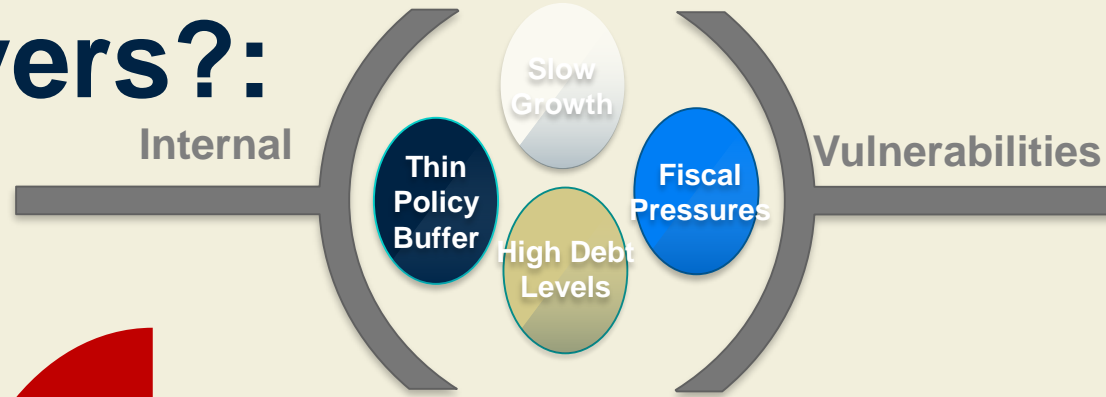 vers?:
Internal
Vulnerabilities
Slow
Growth
Thin
Policy
Buffer
Fiscal
Pressures
High Debt
Levels